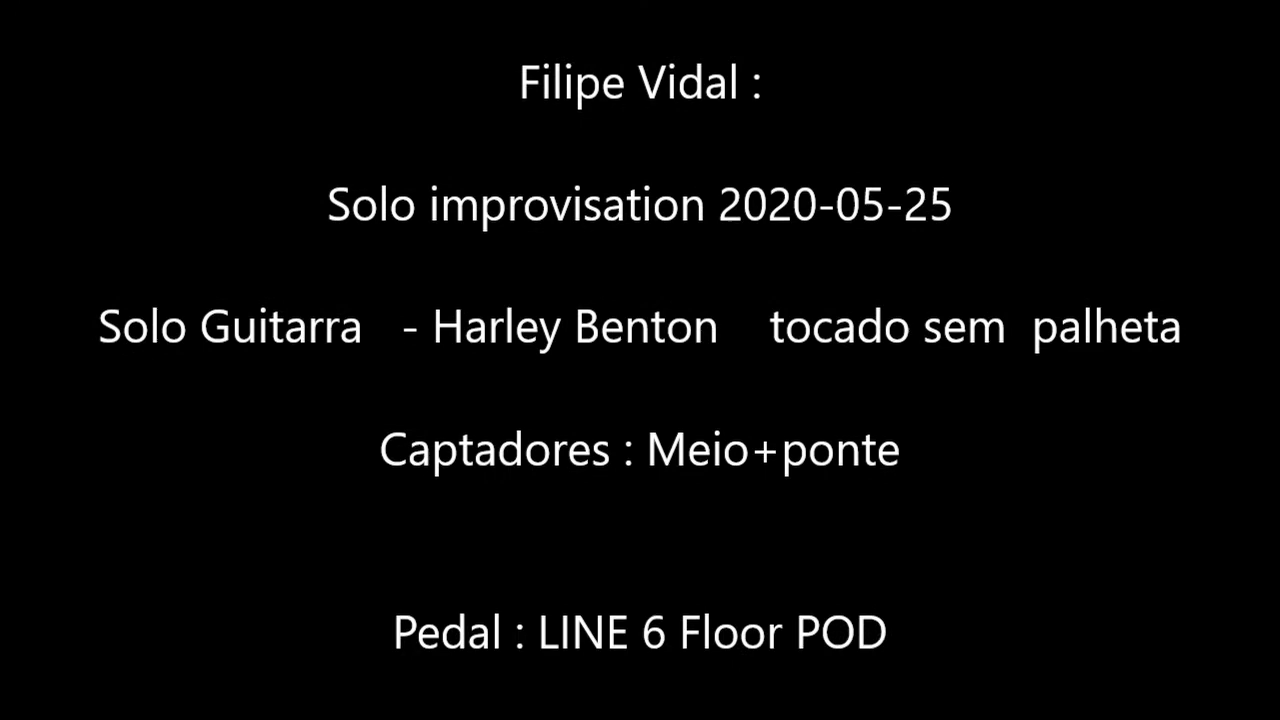 Filipe Vidal :
Solo improvisation 2020-05-25
Solo Guitarra - Harley Benton tocado sem palheta
Captadores : Meio+ponte
Pedal : LINE 6 Floor POD